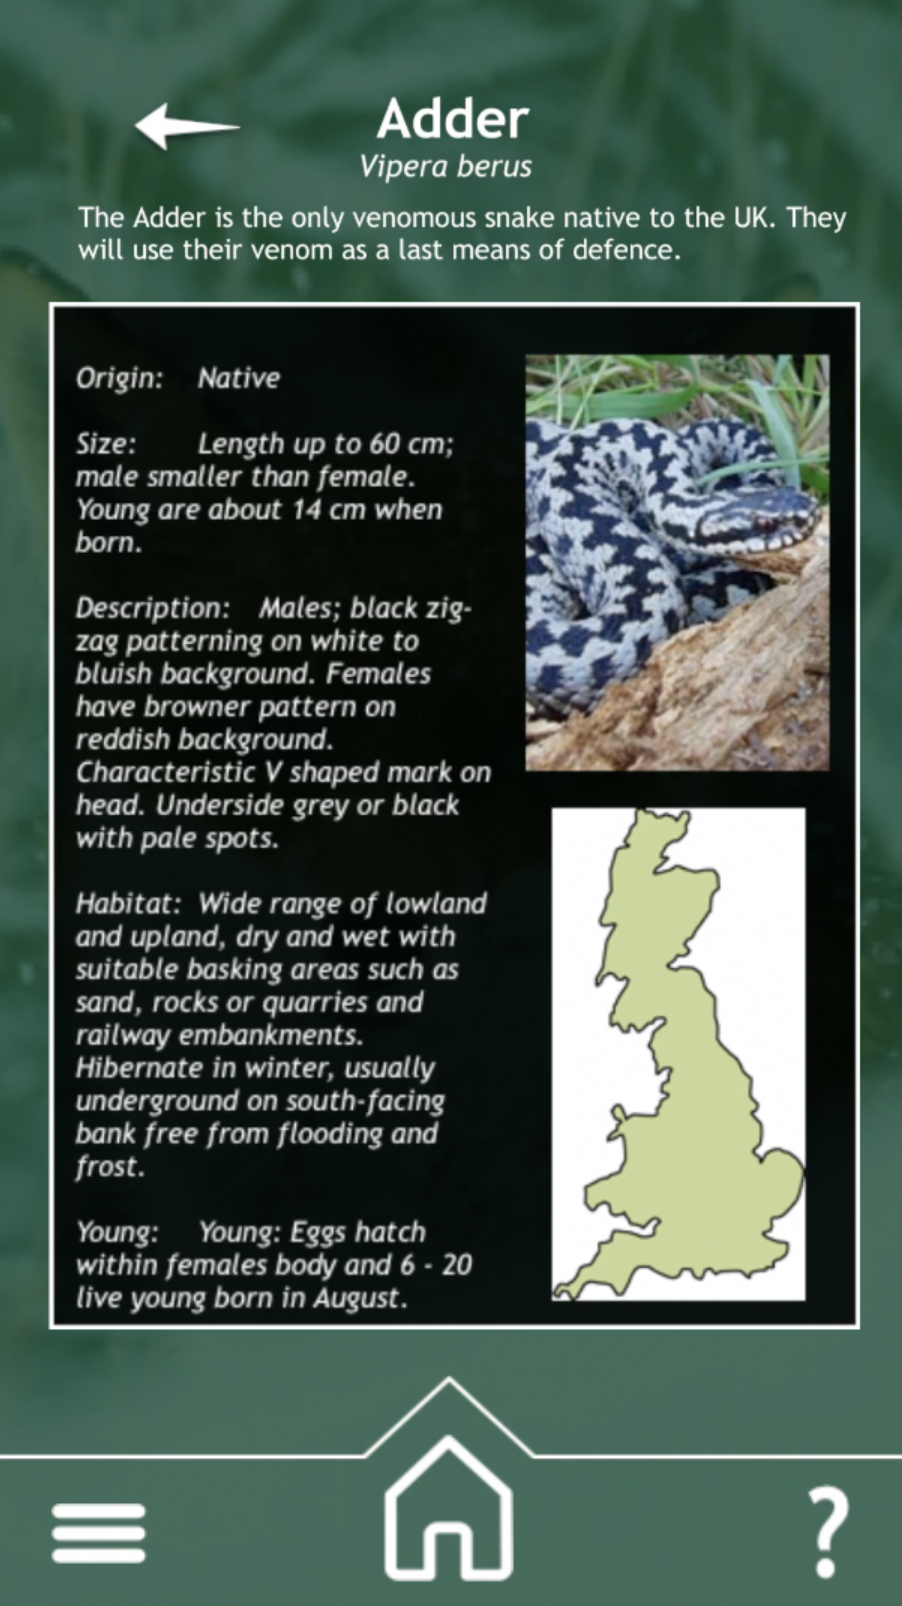 Adder
Vipera berus
The Adder is the only venomous snake native to the UK. They
will use their venom as a last means of defence.
Origin: Native
Size: Length up to 60 cm;
male smaller than female.
Young are about 14 cm when
born.
Description: Males; black zig-
zag patterning on white to
bluish background. Females
have browner pattern on
reddish background.
Characteristic V shaped mark on
head. Underside grey or black
with pale spots.
Habitat: Wide range of lowland
and upland, dry and wet with
suitable basking areas such as
sand, rocks or quarries and
railway embankments.
Hibernate in winter, usually
underground on south-facing
bank free from flooding and
frost.
Young: Young: Eggs hatch
within females body and 6 - 20
live young born in August.
?